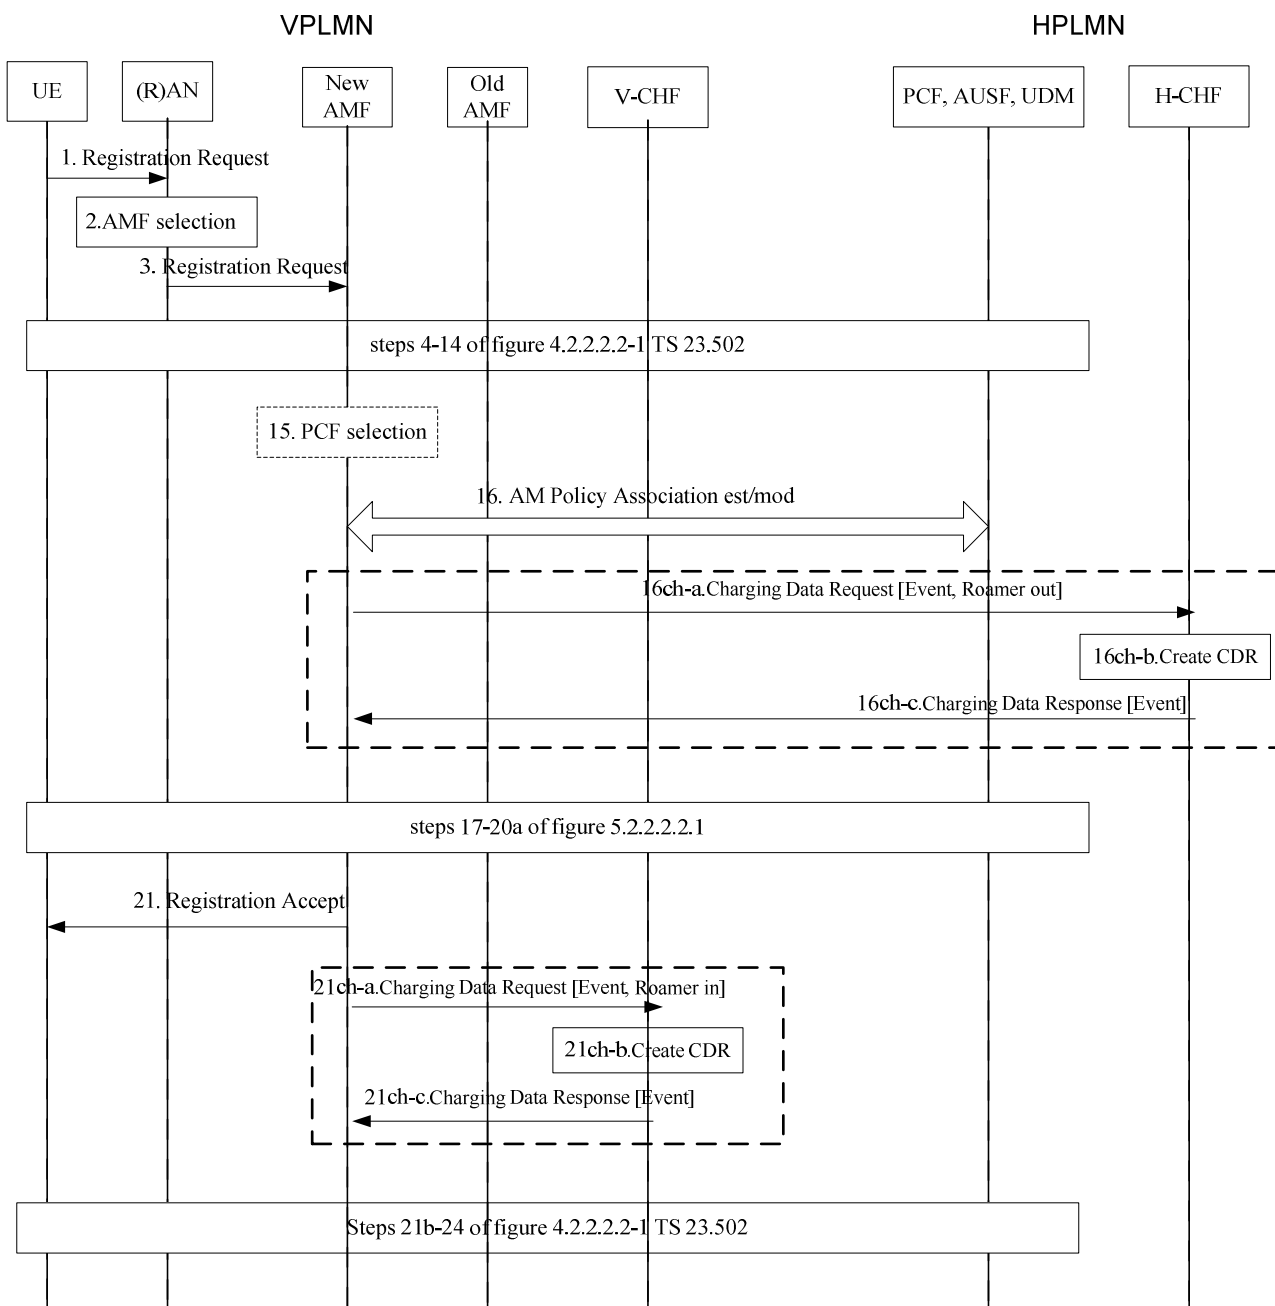 VPLMN
HPLMN
UE
(R)AN
New
AMF
Old
AMF
V-CHF
PCF, AUSF, UDM
H-CHF
1. Registration Request
2.AMF selection
3. Registration Request
steps 4-14 of figure 4.2.2.2.2-1 TS 23.502
15. PCF selection
16. AM Policy Association est/mod
16ch-a.Charging Data Request [Event, Roamer out]
16ch-b.Create CDR
16ch-c.Charging Data Response [Event]
steps 17-20a of figure 5.2.2.2.2.1
21. Registration Accept
21ch-a.Charging Data Request [Event, Roamer in]
21ch-b.Create CDR
21ch-c.Charging Data Response [Event]
Steps 21b-24 of figure 4.2.2.2.2-1 TS 23.502